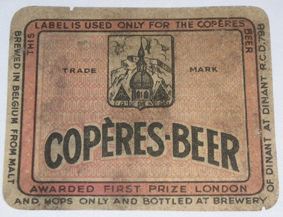 THIS LABEL IS USED ONLY FOR THE COPÈRES BEER
BREWED IN BELGIUM FROM MALT
AND HOPS ONLY AND BOTTLED AT BREWERY
OF DINANT AT DINANT R.C.D.798
TRADE MARK
COPÈRES-BEER
AWARDED FIRST PRIZE LONDON